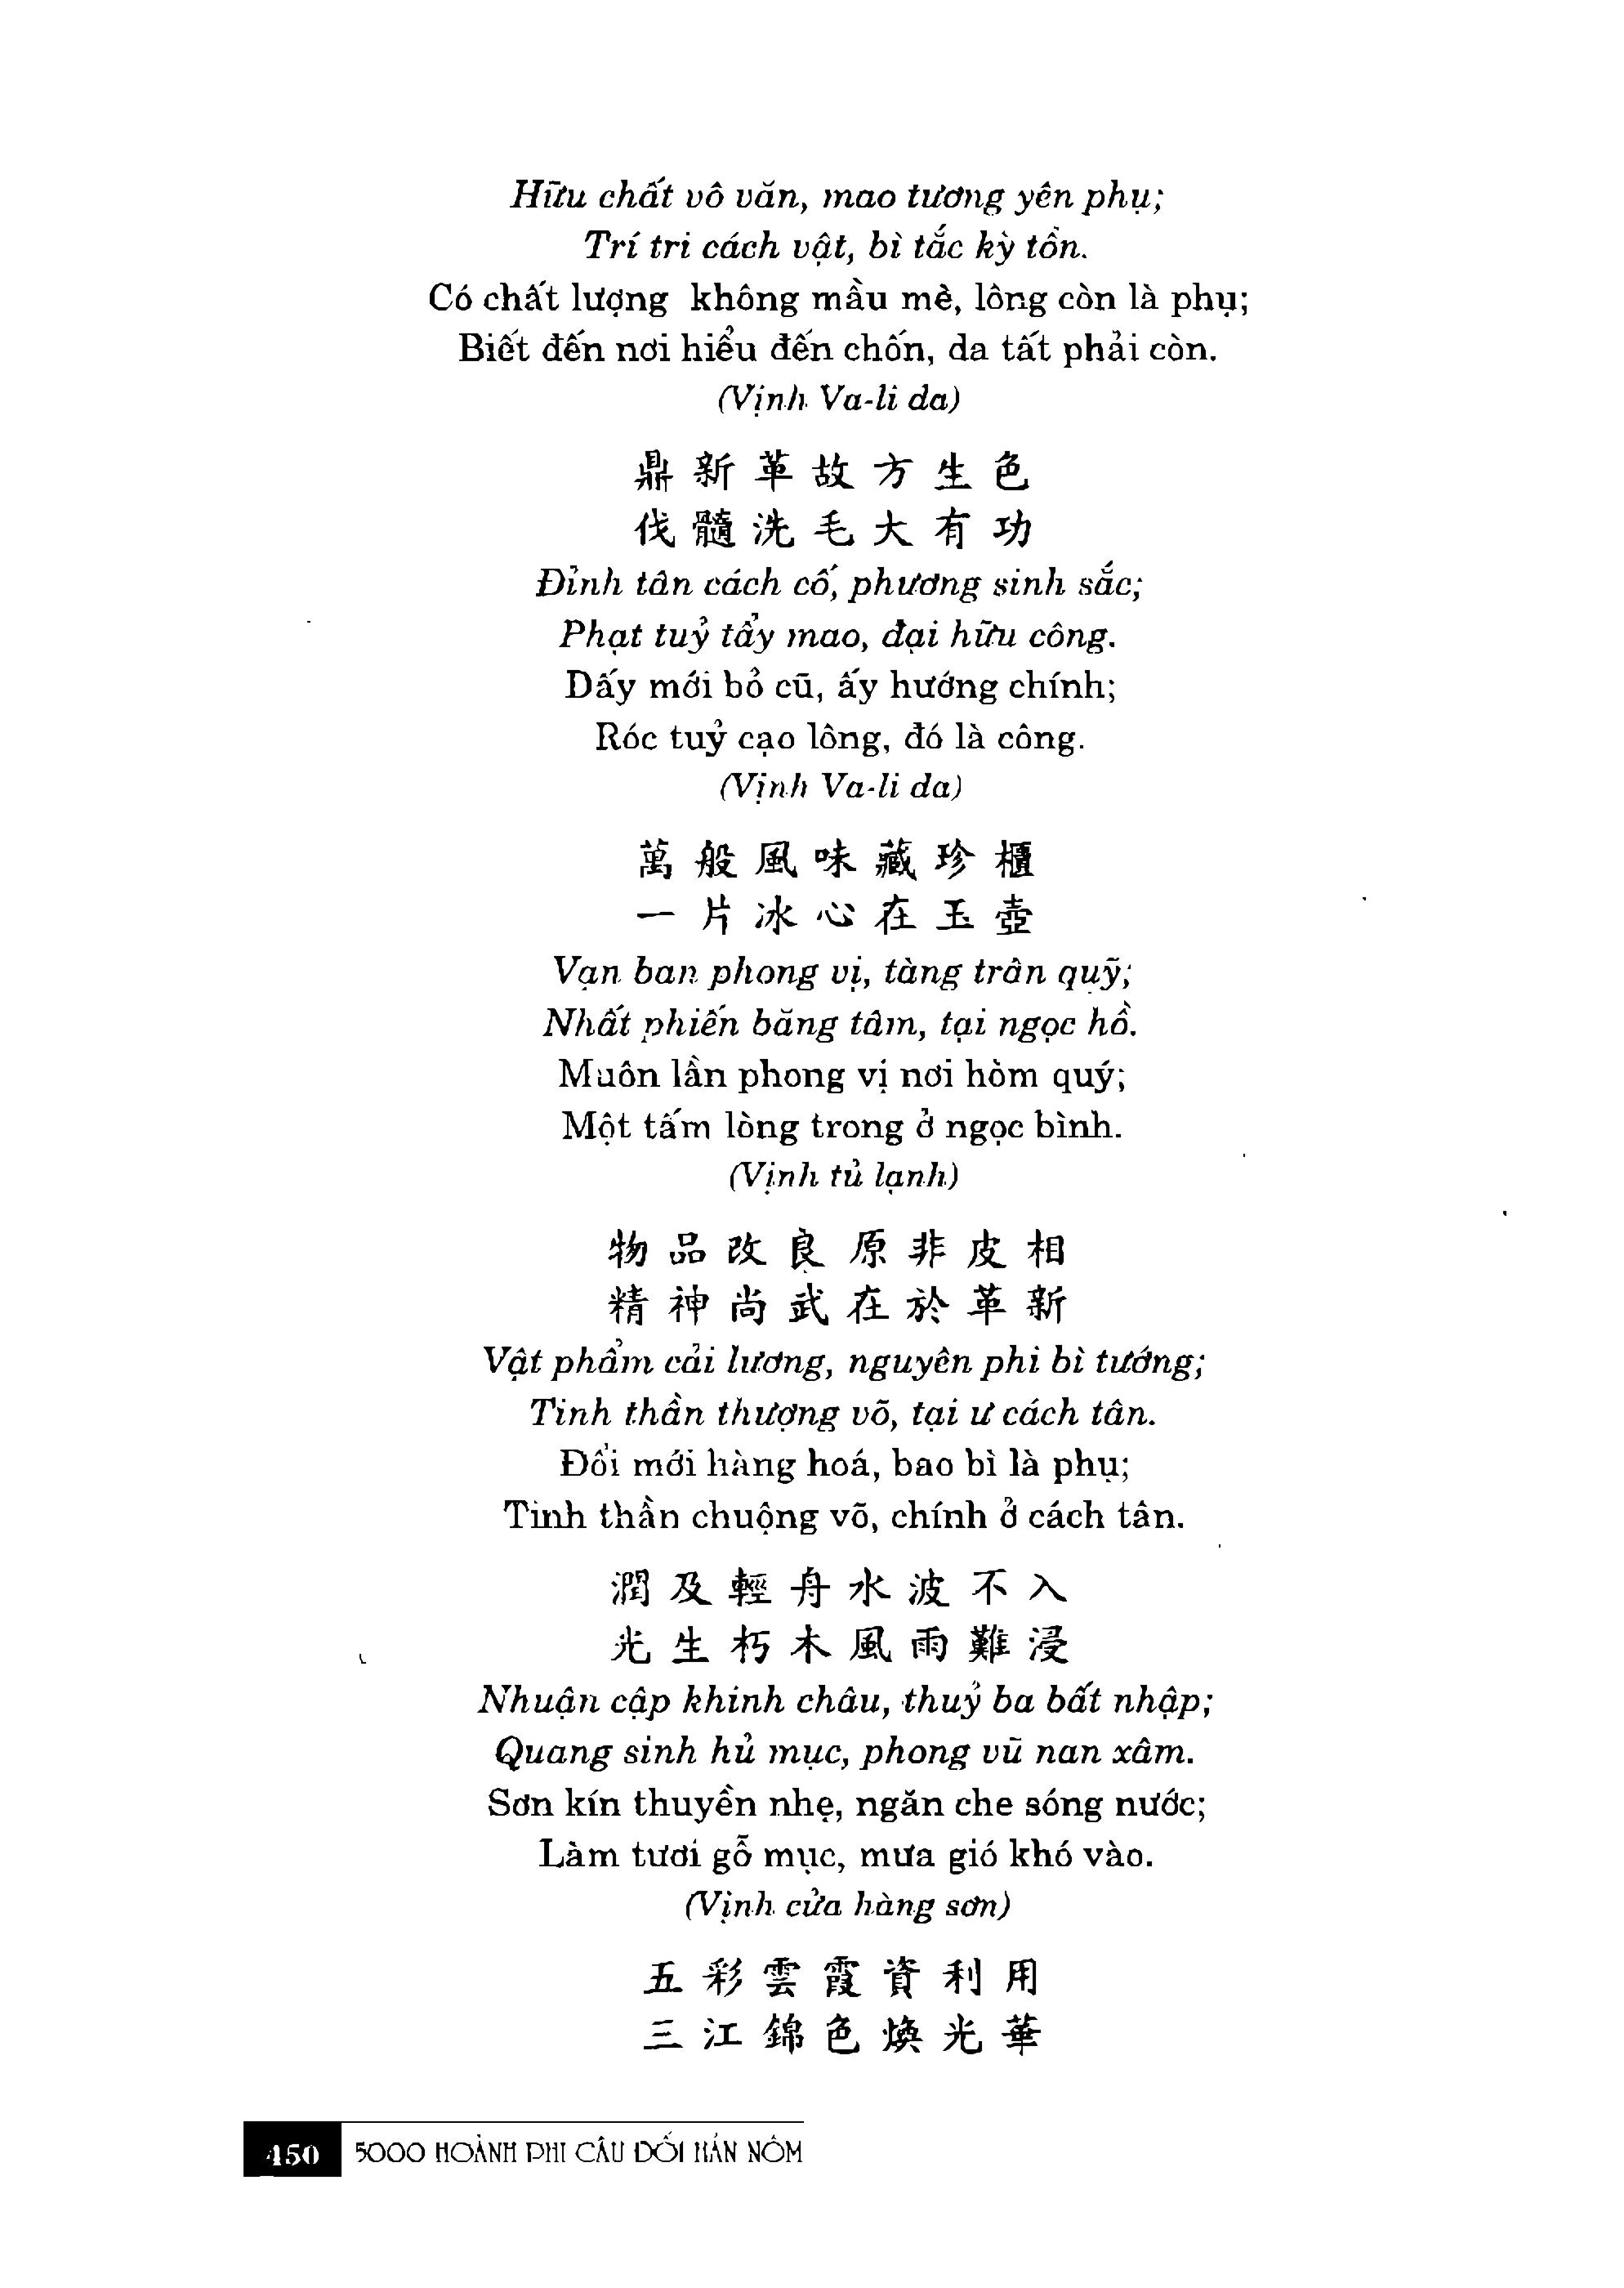 Hữu chất vô văn, mao tương yên phụ;
Trí tri cách vật, bì tắc kỳ tồn.
Có chất lượng không mầu mè, lông còn là phụ;
Biết đến nơi hiểu đến chốn, da tất phải còn.
(Vịnh Va-li da)
鼎新革故方生色
伐髓洗毛大有功
Đỉnh tân cách cố, phương sinh sắc;
Phạt tuỷ tẩy mao, đại hữu công.
Dấy mới bỏ cũ, ấy hướng chính;
Róc tuỷ cạo lông, đó là công.
(Vịnh Va-li da)
萬般風味藏珍櫃
一片冰心在玉壺
Vạn ban phong vị, tàng trân quỹ;
Nhất phiến băng tâm, tại ngọc hồ.
Muôn lần phong vị nơi hòm quý;
Một tấm lòng trong ở ngọc bình.
(Vịnh tủ lạnh)
物品改良原非皮相
精神尚武在於革新
Vật phẩm cải lương, nguyên phi bì tướng;
Tinh thần thượng võ, tại ư cách tân.
Đổi mới hàng hoá, bao bì là phụ;
Tinh thần chuộng võ, chính ở cách tân.
潤及輕舟水波不入
光生朽木風雨難浸
Nhuận cập khinh châu, thuỷ ba bất nhập;
Quang sinh hủ mục, phong vũ nan xâm.
Sơn kín thuyền nhẹ, ngăn che sóng nước;
Làm tươi gỗ mục, mưa gió khó vào.
(Vịnh cửa hàng sơn)
五彩雲霞資利用
三江錦色煥光華
450 5000 HOÀNH PHI CÂU ĐỐI HÁN NÔM